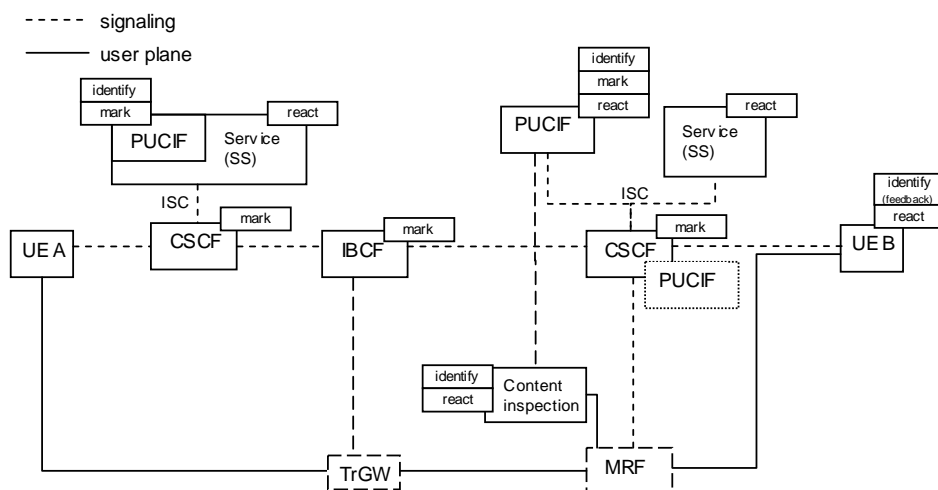 signaling
user plane
identify
mark
react
PUCIF
Service
(SS)
identify
mark
react
PUCIF
react
Service
(SS)
ISC
ISC
identify
(feedback)
react
mark
mark
mark
UE A
CSCF
IBCF
CSCF
UE B
PUCIF
identify
react
Content
inspection
TrGW
MRF